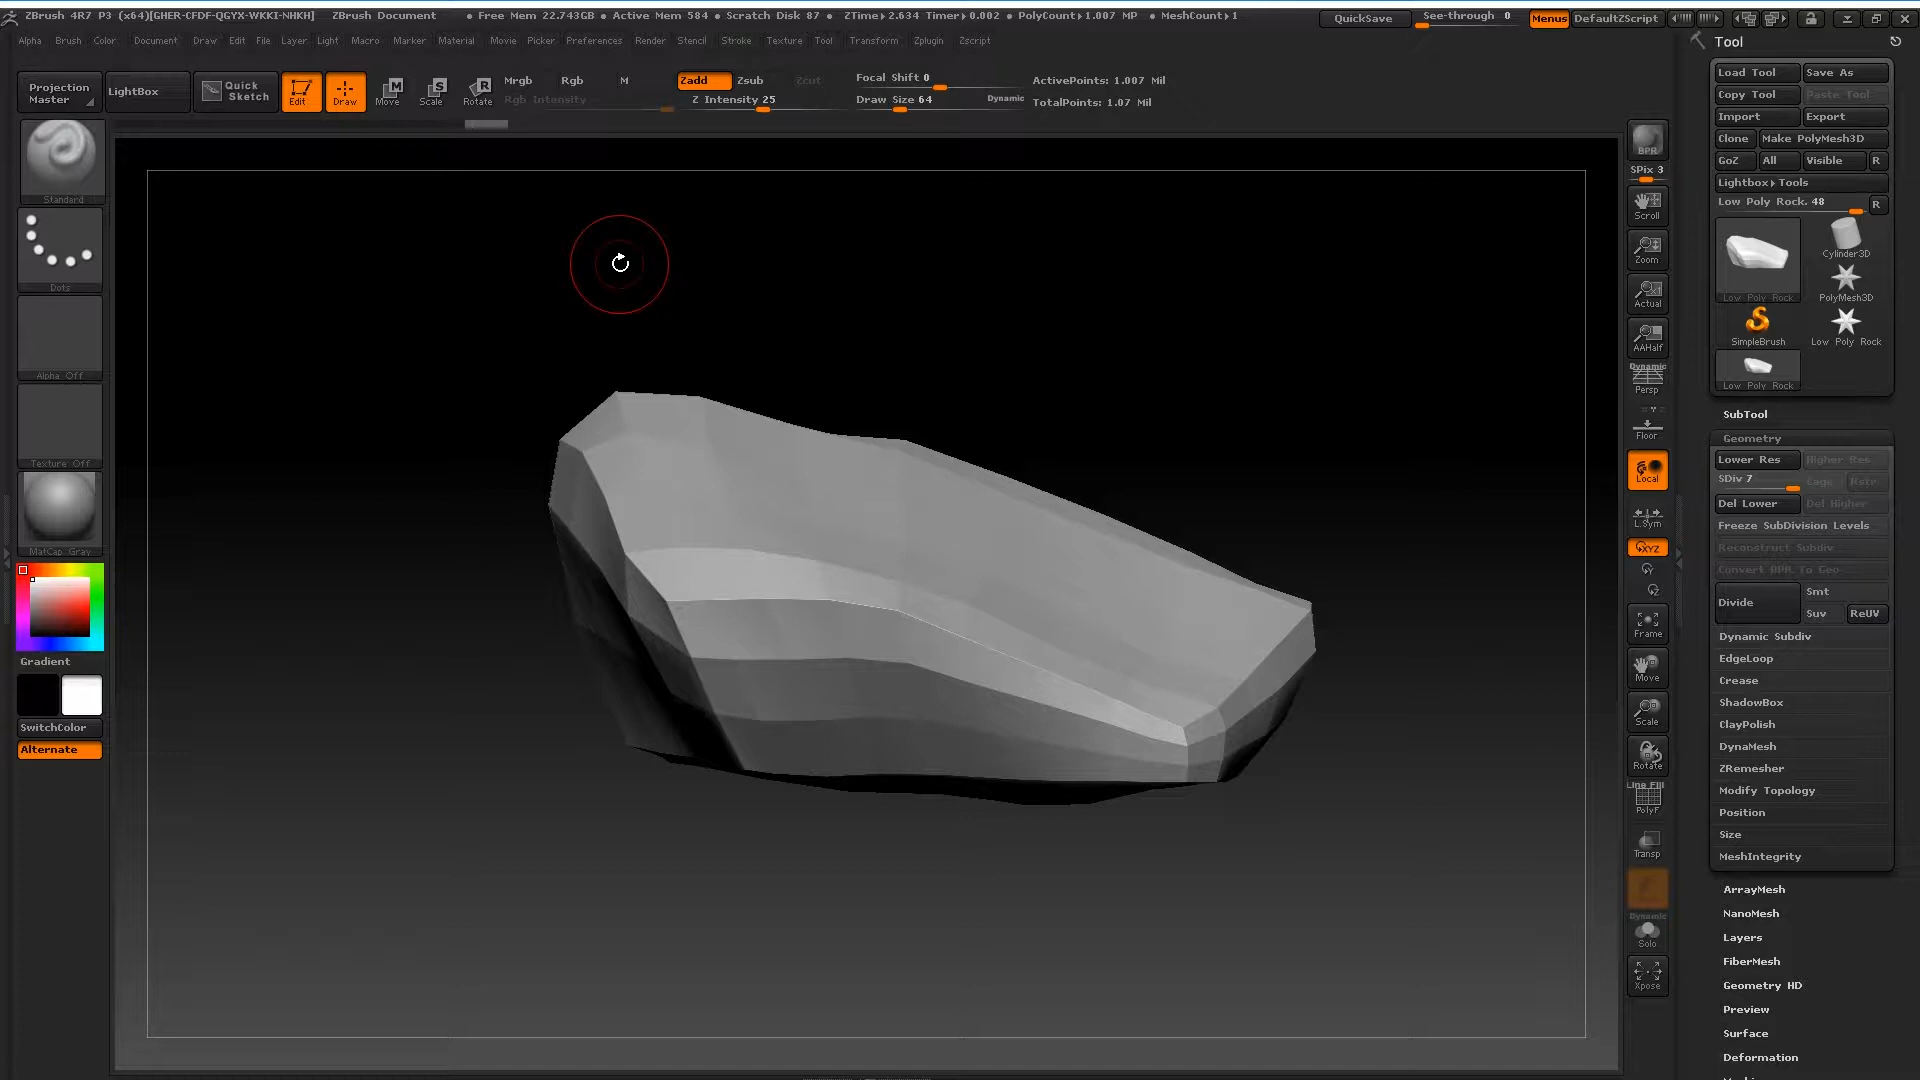 ZBrush 4R7 P3 (x64)[GHER-CFDF-QGYX-WKKI-NHKH] ZBrush Document • Free Mem 22.743GB • Active Mem 584 • Scratch Disk 87 • ZTime▸2.634 Timer▸0.002 • PolyCount▸1.007 MP • MeshCount▸1 QuickSave See-through 0 Menus DefaultZScript
Alpha Brush Color Document Draw Edit File Layer Light Macro Marker Material Movie Picker Preferences Render Stencil Stroke Texture Tool Transform Zplugin Zscript
Projection Master
LightBox
Quick Sketch
Edit
Draw
Move
Scale
Rotate
Mrgb Rgb M
Rgb Intensity
Zadd Zsub Zcut
Z Intensity 25
Focal Shift 0
Draw Size 64
Dynamic
ActivePoints: 1.007 Mil
TotalPoints: 1.07 Mil
Standard
Dots
Alpha Off
Texture Off
MatCap Gray
Gradient
SwitchColor
Alternate
BPR
SPix 3
Scroll
Zoom
Actual
AAHalf
Dynamic
Persp
Floor
Local
L.Sym
XYZ
Y
Z
Frame
Move
Scale
Rotate
Line Fill
PolyF
Transp
Dynamic
Solo
Xpose
Tool
Load Tool Save As
Copy Tool Paste Tool
Import Export
Clone Make PolyMesh3D
GoZ All Visible R
Lightbox▸Tools
Low Poly Rock. 48 R
Low Poly Rock
Cylinder3D
PolyMesh3D
SimpleBrush
Low Poly Rock
Low Poly Rock
SubTool
Geometry
Lower Res Higher Res
SDiv 7 Cage Rstr
Del Lower Del Higher
Freeze SubDivision Levels
Reconstruct Subdiv
Convert BPR To Geo
Divide
Smt
Suv ReUV
Dynamic Subdiv
EdgeLoop
Crease
ShadowBox
ClayPolish
DynaMesh
ZRemesher
Modify Topology
Position
Size
MeshIntegrity
ArrayMesh
NanoMesh
Layers
FiberMesh
Geometry HD
Preview
Surface
Deformation